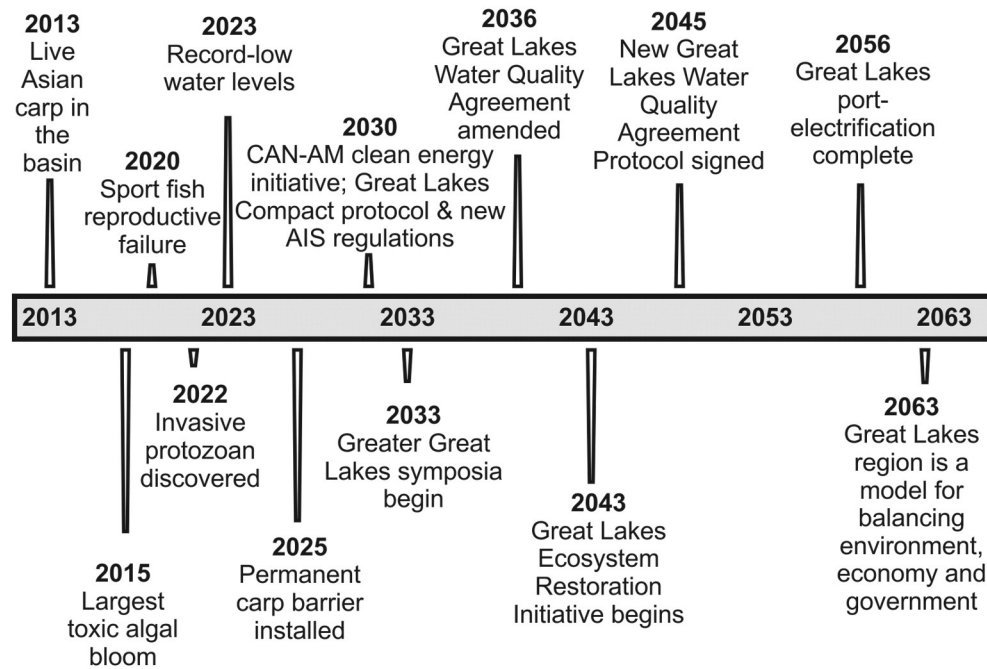 2013
Live
Asian
carp in
the
basin
2020
Sport fish
reproductive
failure
2023
Record-low
water levels
2030
CAN-AM clean energy
initiative; Great Lakes
Compact protocol & new
AIS regulations
2036
Great Lakes
Water Quality
Agreement
amended
2045
New Great
Lakes Water
Quality
Agreement
Protocol signed
2056
Great Lakes
port-
electrification
complete
2013 2023 2033 2043 2053 2063
2015
Largest
toxic algal
bloom
2022
Invasive
protozoan
discovered
2025
Permanent
carp barrier
installed
2033
Greater Great
Lakes symposia
begin
2043
Great Lakes
Ecosystem
Restoration
Initiative begins
2063
Great Lakes
region is a
model for
balancing
environment,
economy and
government